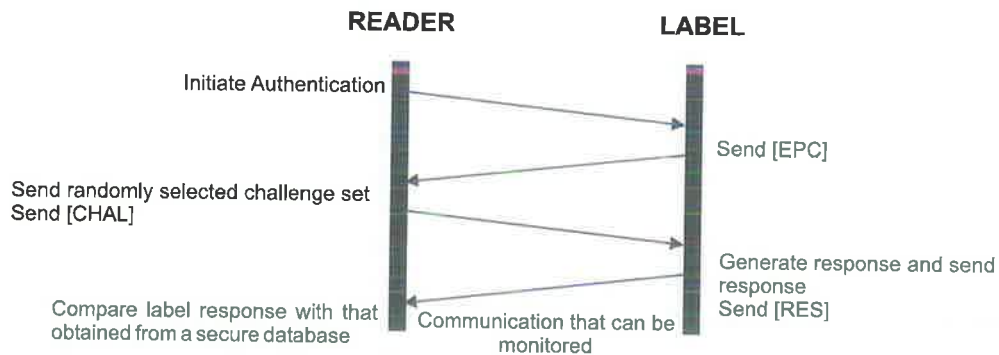 READER
LABEL
Initiate Authentication
Send [EPC]
Send randomly selected challenge set
Send [CHAL]
Generate response and send
response
Send [RES]
Compare label response with that
obtained from a secure database
Communication that can be
monitored